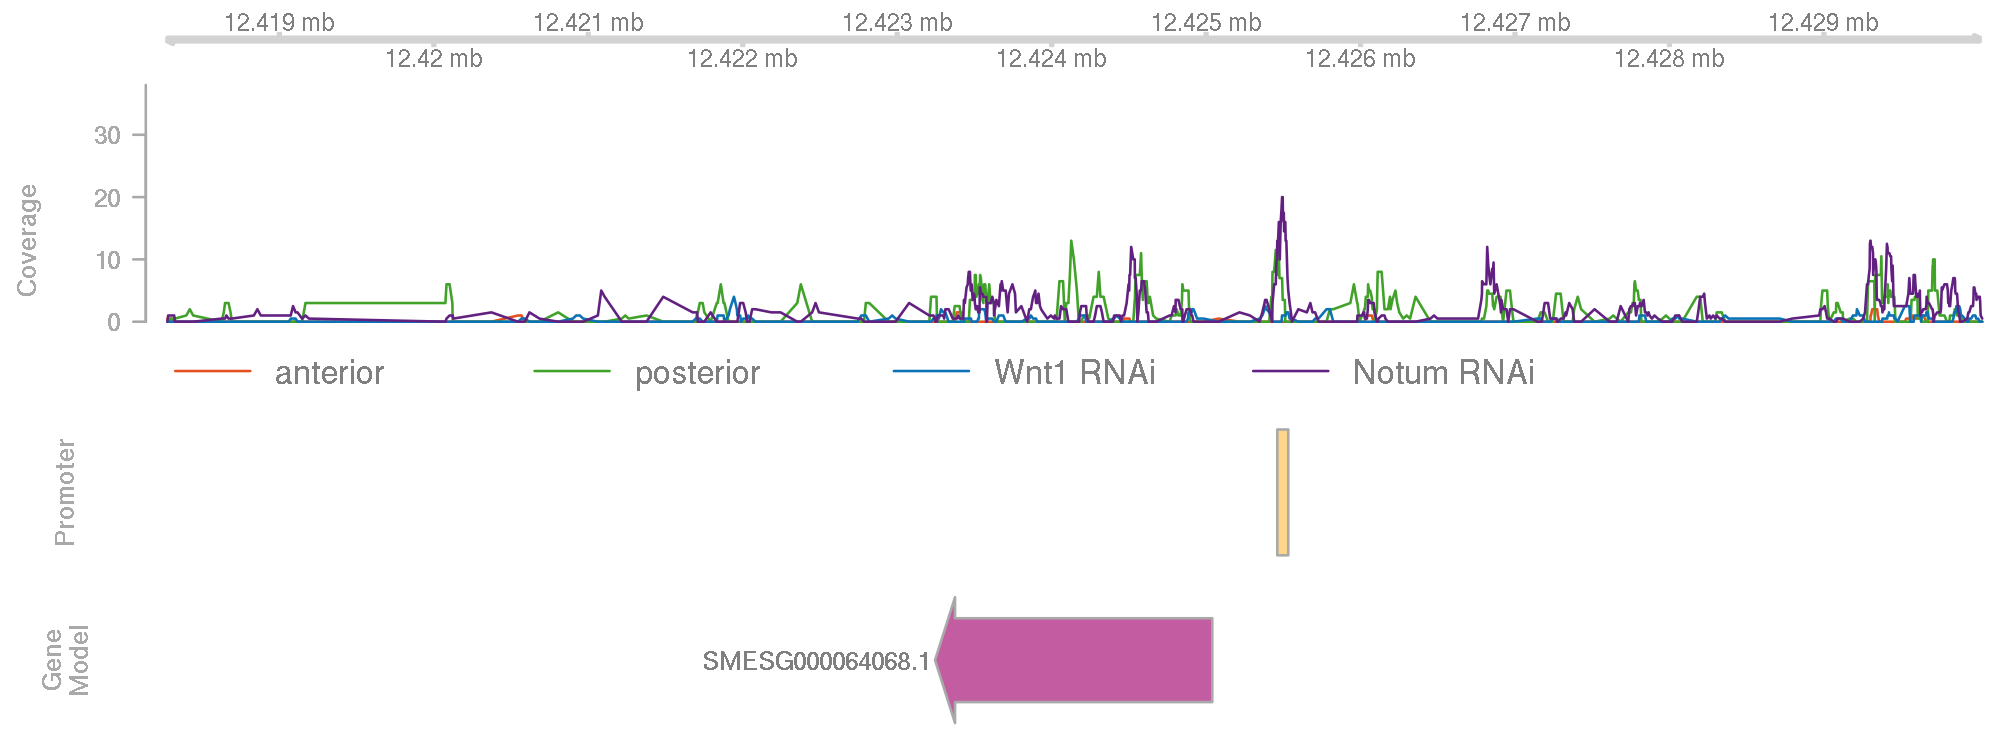 12.419 mb 12.421 mb 12.423 mb 12.425 mb 12.427 mb 12.429 mb
12.42 mb 12.422 mb 12.424 mb 12.426 mb 12.428 mb
Coverage
30
20
10
0
anterior posterior Wnt1 RNAi Notum RNAi
Promoter
0
Gene
Model
SMESG000064068.1